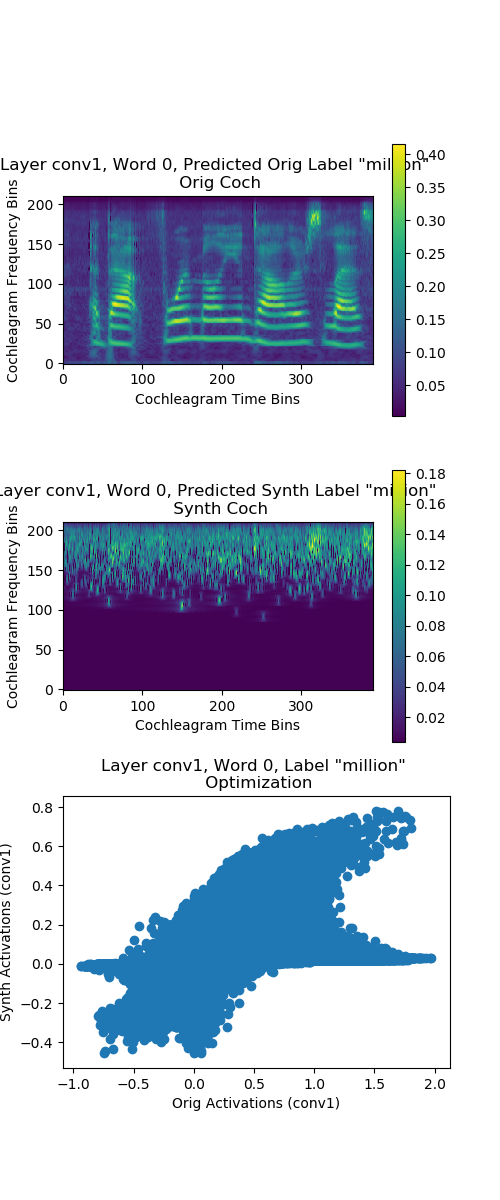 Layer conv1, Word 0, Predicted Orig Label "million"
Orig Coch
Cochleagram Frequency Bins
200
150
100
50
0
0 100 200 300
Cochleagram Time Bins
0.40
0.35
0.30
0.25
0.20
0.15
0.10
0.05
Layer conv1, Word 0, Predicted Synth Label "million"
Synth Coch
Cochleagram Frequency Bins
200
150
100
50
0
0 100 200 300
Cochleagram Time Bins
0.18
0.16
0.14
0.12
0.10
0.08
0.06
0.04
0.02
Layer conv1, Word 0, Label "million"
Optimization
Synth Activations (conv1)
0.8
0.6
0.4
0.2
0.0
−0.2
−0.4
−1.0 −0.5 0.0 0.5 1.0 1.5 2.0
Orig Activations (conv1)